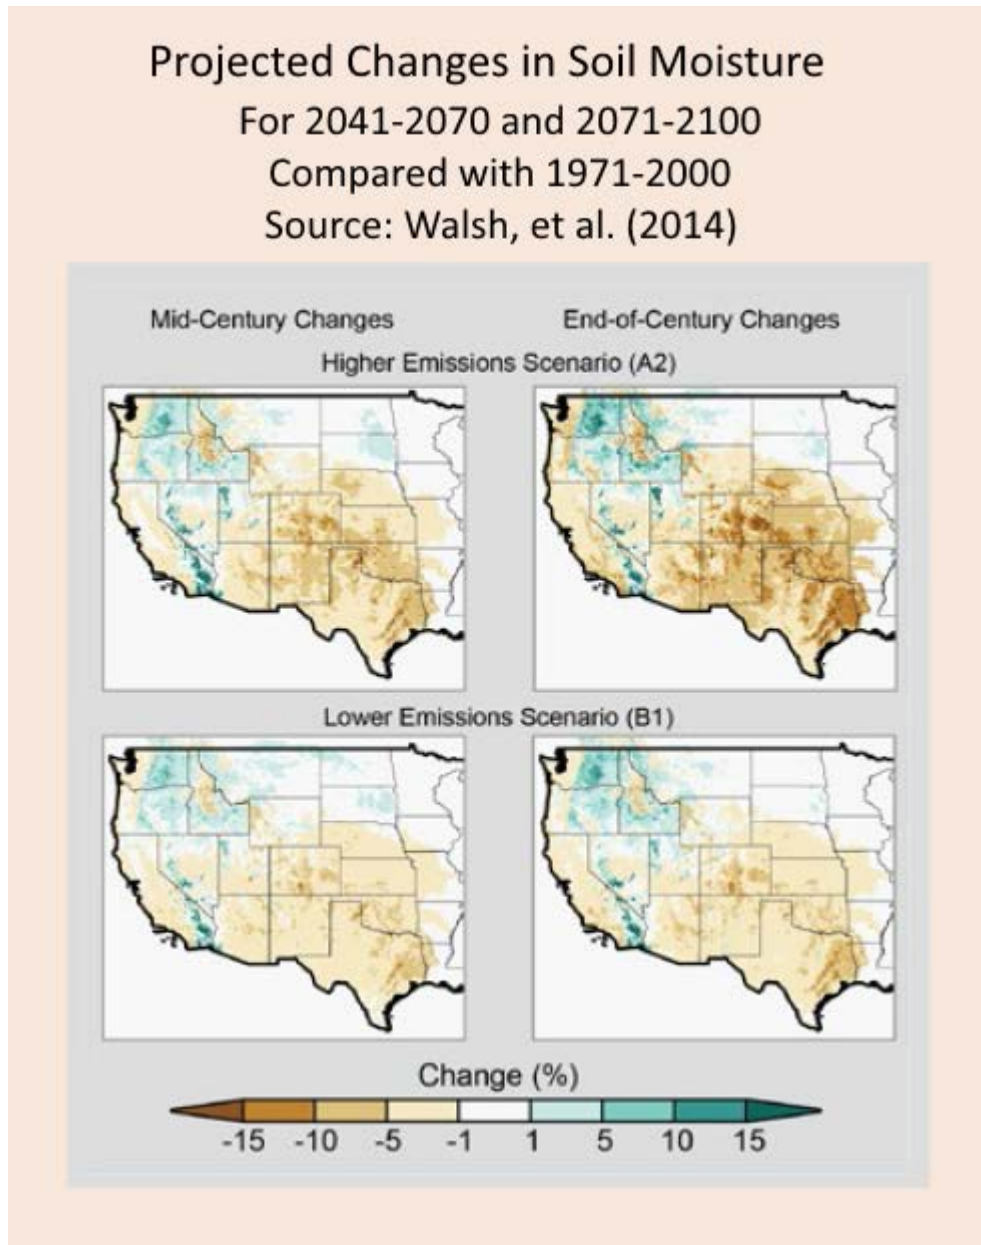 Projected Changes in Soil Moisture
For 2041-2070 and 2071-2100
Compared with 1971-2000
Source: Walsh, et al. (2014)
Mid-Century Changes
End-of-Century Changes
Higher Emissions Scenario (A2)
Lower Emissions Scenario (B1)
Change (%)
-15 -10 -5 -1 1 5 10 15